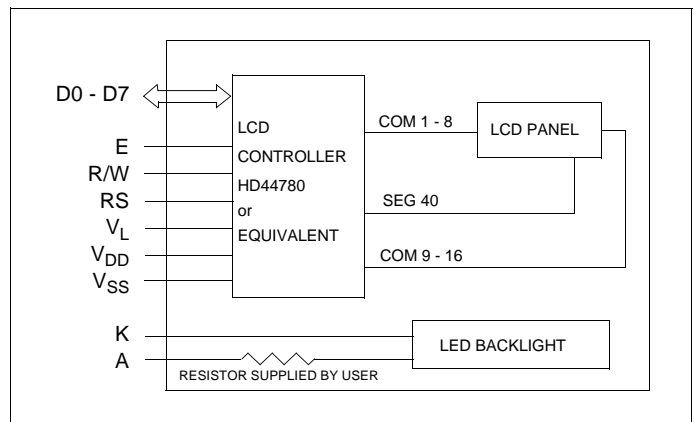 D0 - D7
E
R/W
RS
VL
VDD
VSS
K
A
LCD
CONTROLLER
HD44780
or
EQUIVALENT
COM 1 - 8
LCD PANEL
SEG 40
COM 9 - 16
LED BACKLIGHT
RESISTOR SUPPLIED BY USER